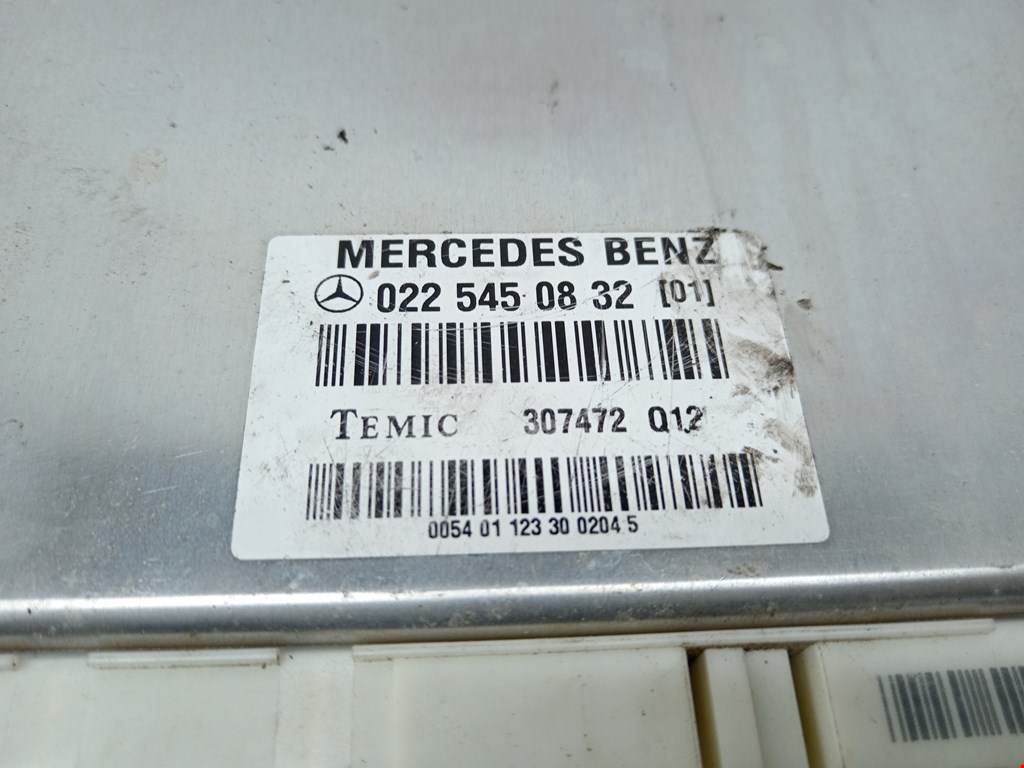 MERCEDES BENZ
022 545 08 32 [01]
TEMIC 307472 Q12
0054 01 123 30 0204 5